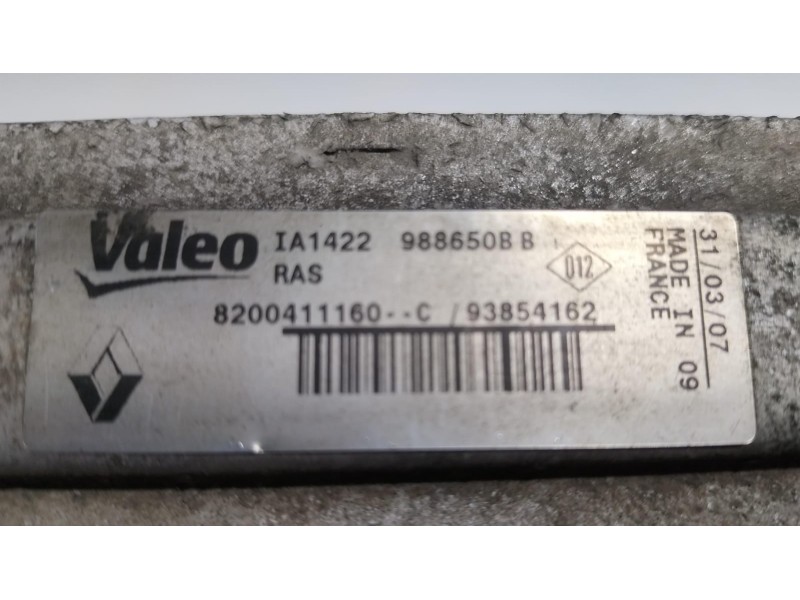 Valeo IA1422 988650B B
RAS
012
8200411160--C /93854162
31/03/07
MADE IN 09
FRANCE